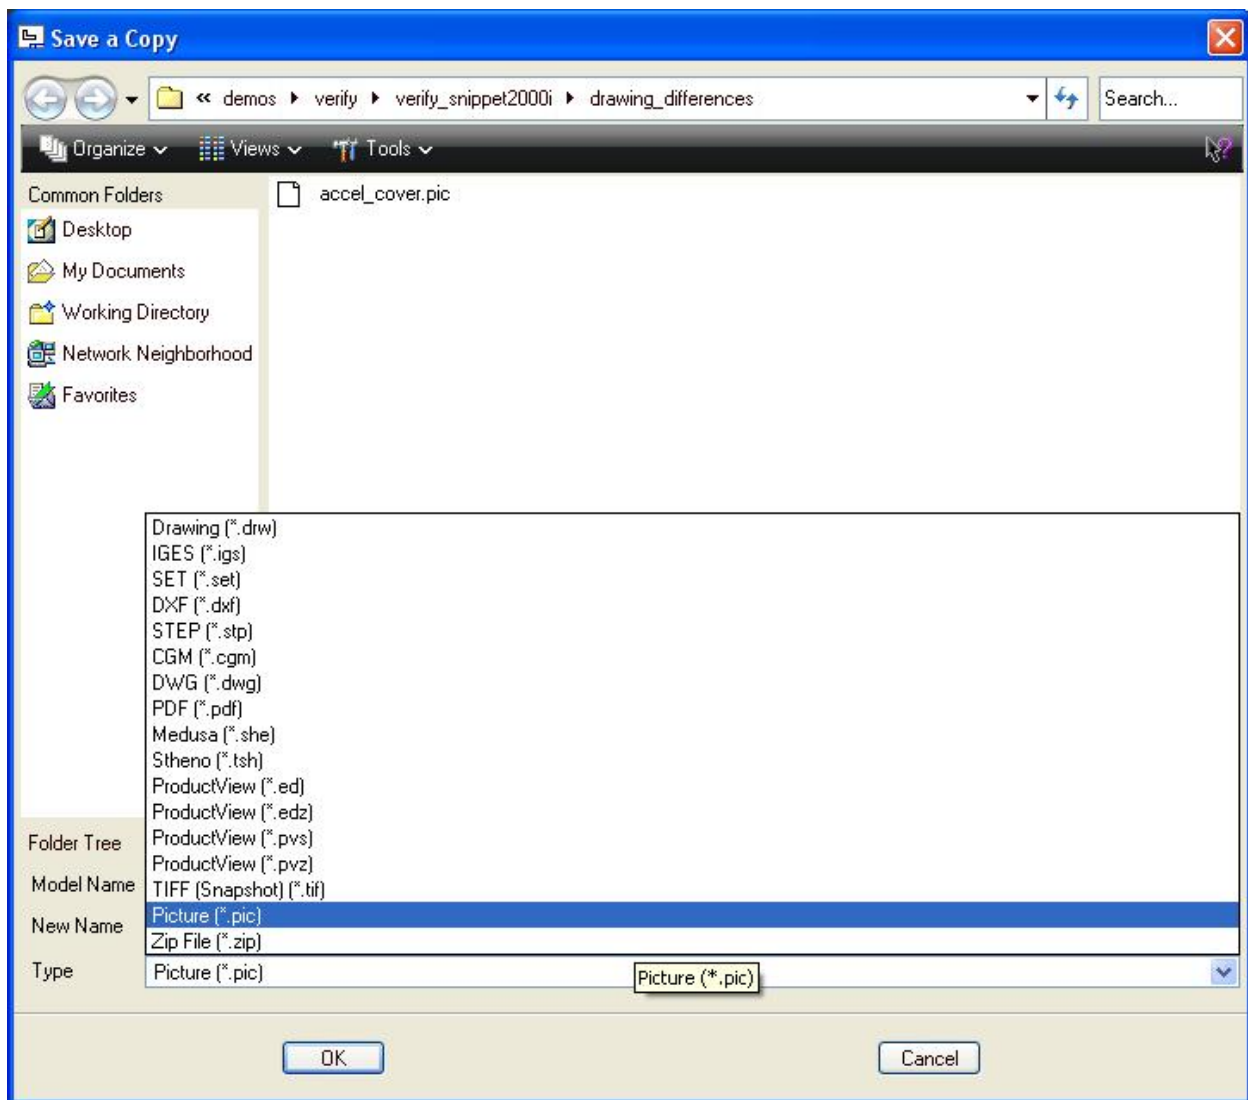 Save a Copy
« demos verify verify_snippet2000i drawing_differences
Search...
Organize Views Tools
Common Folders
accel_cover.pic
Desktop
My Documents
Working Directory
Network Neighborhood
Favorites
Drawing (*.drw)
IGES (*.igs)
SET (*.set)
DXF (*.dxf)
STEP (*.stp)
CGM (*.cgm)
DWG (*.dwg)
PDF (*.pdf)
Medusa (*.she)
Stheno (*.tsh)
ProductView (*.ed)
ProductView (*.edz)
Folder Tree
ProductView (*.pvs)
ProductView (*.pvz)
Model Name
TIFF (Snapshot) (*.tif)
Picture (*.pic)
New Name
Zip File (*.zip)
Type
Picture (*.pic)
Picture (*.pic)
OK
Cancel